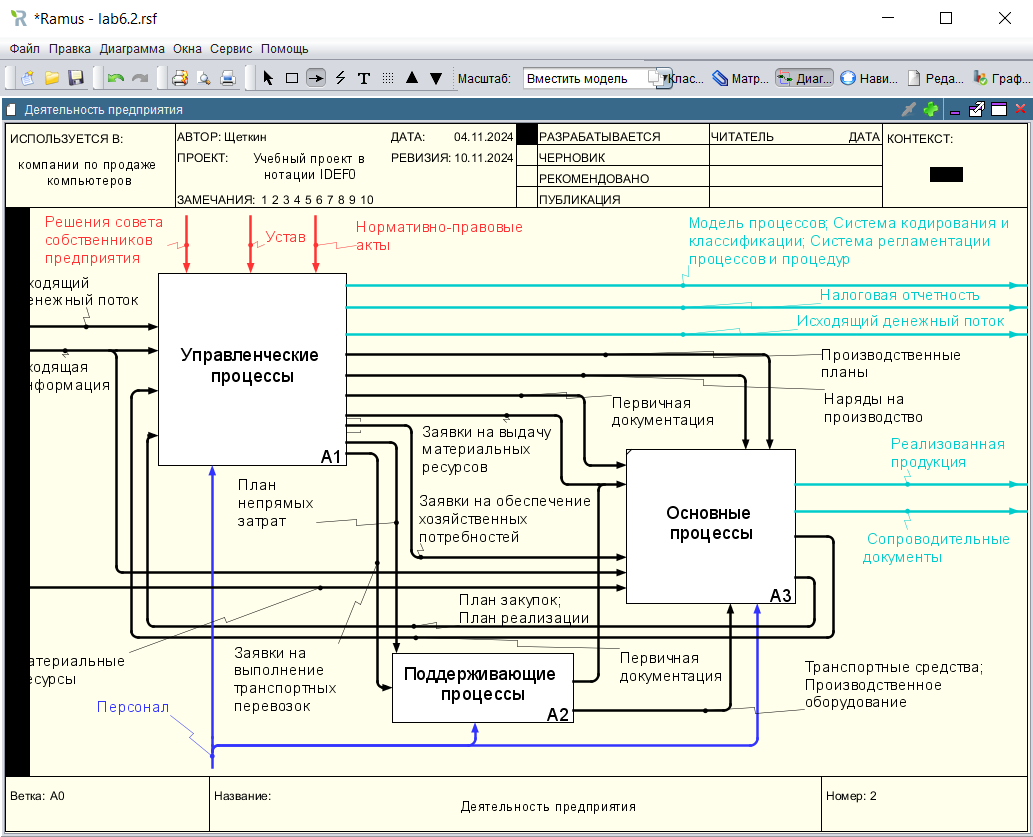 *Ramus - lab6.2.rsf
Файл Правка Диаграмма Окна Сервис Помощь
Масштаб: Вместить модель Клас... Матр... Диаг... Нави... Реда... Граф...
Деятельность предприятия
ИСПОЛЬЗУЕТСЯ В:
компании по продаже
компьютеров
АВТОР: Щеткин
ДАТА: 04.11.2024
ПРОЕКТ: Учебный проект в
нотации IDEF0
РЕВИЗИЯ: 10.11.2024
ЗАМЕЧАНИЯ: 1 2 3 4 5 6 7 8 9 10
РАЗРАБАТЫВАЕТСЯ
ЧЕРНОВИК
РЕКОМЕНДОВАНО
ПУБЛИКАЦИЯ
ЧИТАТЕЛЬ ДАТА
КОНТЕКСТ:
Решения совета
собственников
предприятия
Устав
Нормативно-правовые
акты
Модель процессов; Система кодирования и
классификации; Система регламентации
процессов и процедур
ходящий
енежный поток
Налоговая отчетность
Исходящий денежный поток
Управленческие
процессы
A1
ходящая
нформация
Производственные
планы
Наряды на
производство
Первичная
документация
Заявки на выдачу
материальных
ресурсов
Реализованная
продукция
План
непрямых
затрат
Заявки на обеспечение
хозяйственных
потребностей
Основные
процессы
A3
Сопроводительные
документы
План закупок;
План реализации
атериальные
есурсы
Заявки на
выполнение
транспортных
перевозок
Поддерживающие
процессы
A2
Первичная
документация
Транспортные средства;
Производственное
оборудование
Персонал
Ветка: A0
Название:
Деятельность предприятия
Номер: 2